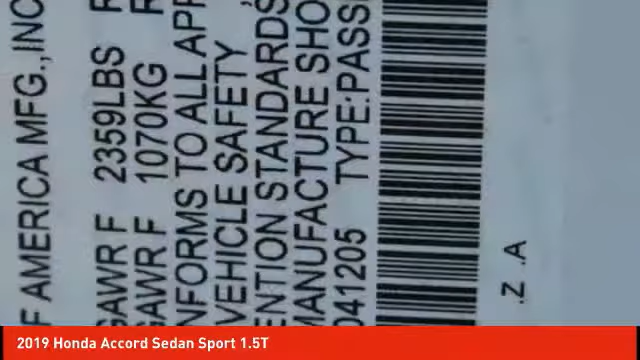 F AMERICA MFG., INC
GAWR F 2359LBS R
GAWR F 1070KG R
NFORMS TO ALL APP
VEHICLE SAFETY ,
ENTION STANDARDS
MANUFACTURE SHO
041205 TYPE:PASS
.Z .A
2019 Honda Accord Sedan Sport 1.5T